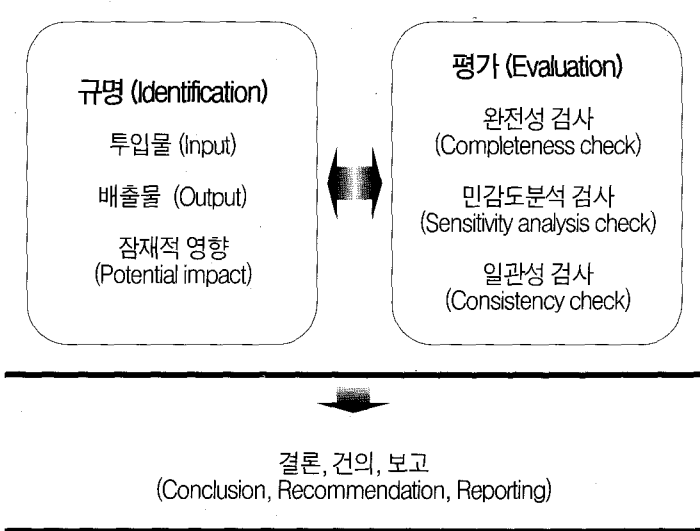 규명 (Identification)
투입물 (Input)
배출물 (Output)
잠재적 영향
(Potential impact)
평가 (Evaluation)
완전성 검사
(Completeness check)
민감도분석 검사
(Sensitivity analysis check)
일관성 검사
(Consistency check)
결론, 건의, 보고
(Conclusion, Recommendation, Reporting)